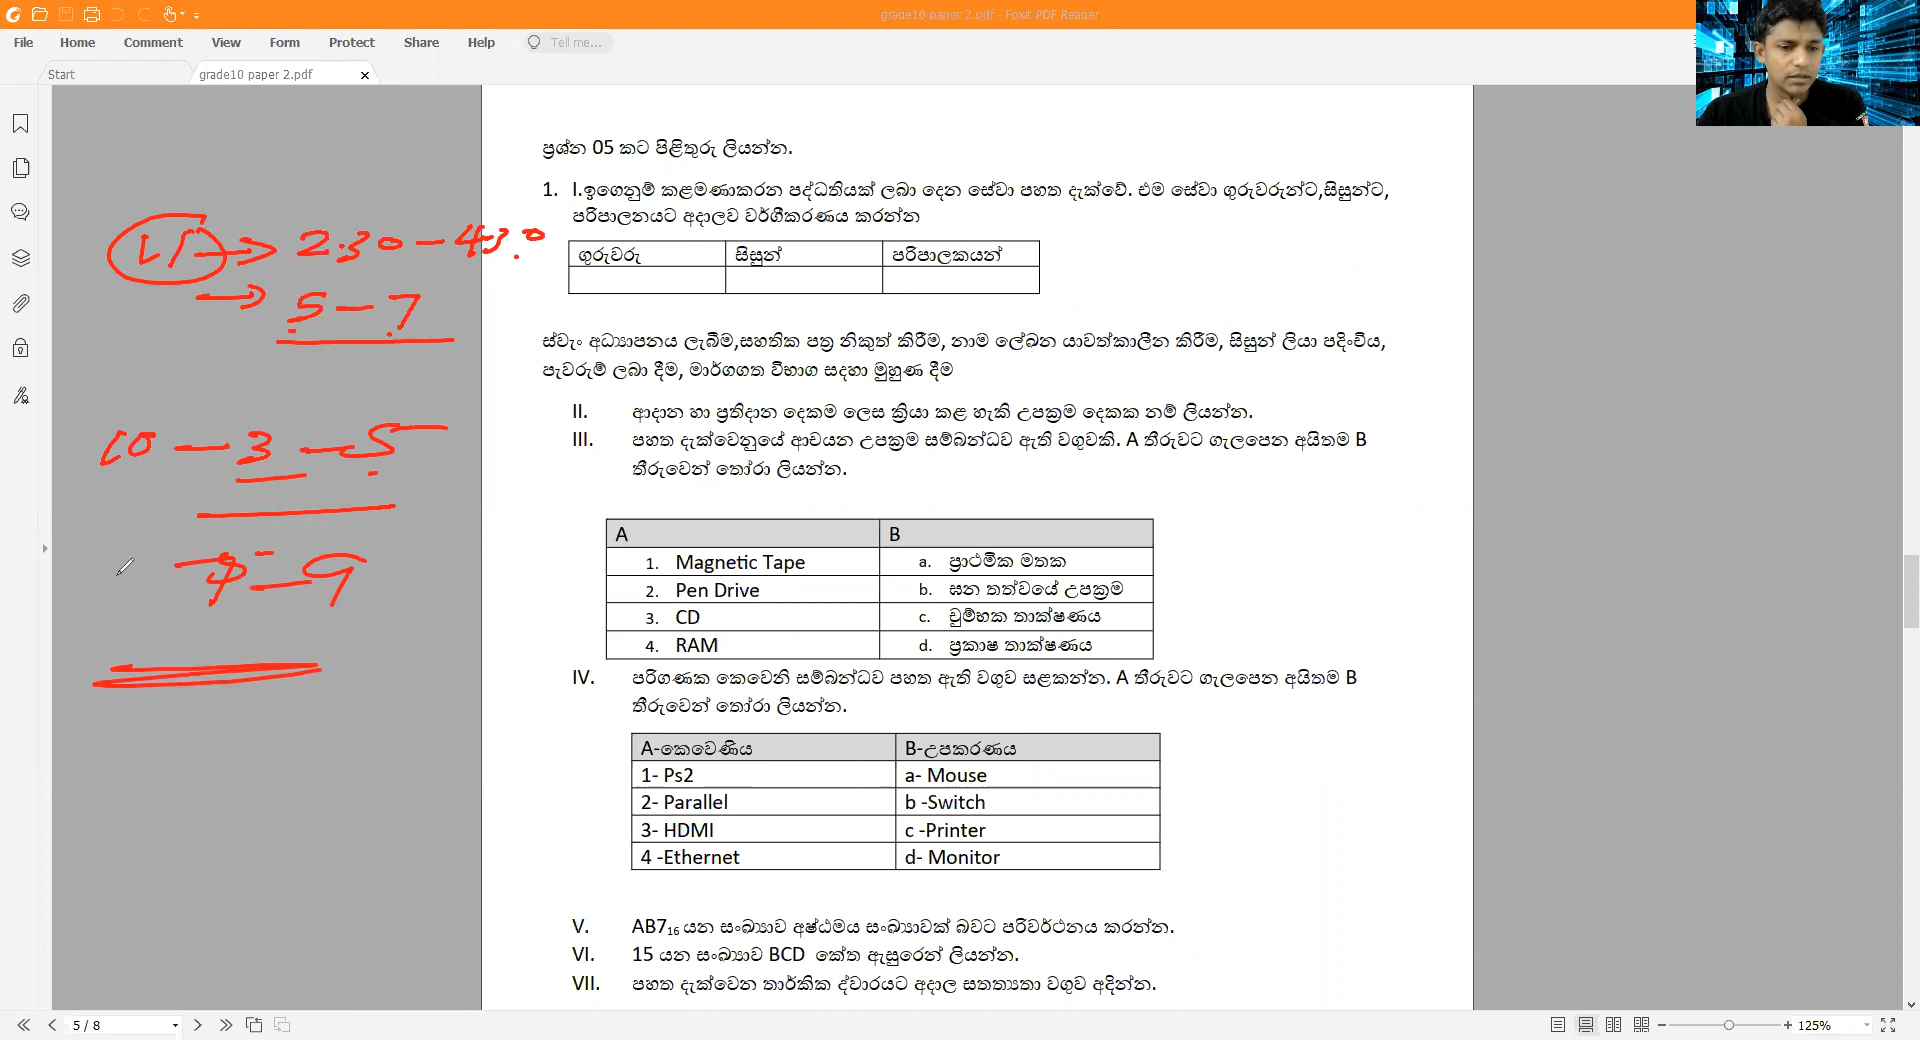 grade10 paper 2.pdf - Foxit PDF Reader
File Home Comment View Form Protect Share Help Tell me...
Start grade10 paper 2.pdf
ප්‍රශ්න 05 කට පිළිතුරු ලියන්න.
1. I.ඉගෙනුම් කළමණාකරන පද්ධතියක් ලබා දෙන සේවා පහත දැක්වේ. එම සේවා ගුරුවරුන්ට,සිසුන්ට,
පරිපාලනයට අදාලව වර්ගීකරණය කරන්න
2.30 - 4.30
ගුරුවරු සිසුන් පරිපාලකයන්
5 - 7
ස්වැං අධ්‍යාපනය ලැබීම,සහතික පත්‍ර නිකුත් කිරීම, නාම ලේඛන යාවත්කාලීන කිරීම, සිසුන් ලියා පදිංචිය,
පැවරුම් ලබා දීම, මාර්ගගත විභාග සදහා මුහුණ දීම
II. ආදාන හා ප්‍රතිදාන දෙකම ලෙස ක්‍රියා කළ හැකි උපක්‍රම දෙකක නම් ලියන්න.
III. පහත දැක්වෙනුයේ ආචයන උපක්‍රම සම්බන්ධව ඇති වගුවකි. A තීරුවට ගැලපෙන අයිතම B
තීරුවෙන් තෝරා ලියන්න.
10 - 3 - 5
A B
1. Magnetic Tape a. ප්‍රාථමික මතක
2. Pen Drive b. ඝන තත්වයේ උපක්‍රම
3. CD c. චුම්භක තාක්ෂණය
4. RAM d. ප්‍රකාෂ තාක්ෂණය
IV. පරිගණක කෙවෙනි සම්බන්ධව පහත ඇති වගුව සළකන්න. A තීරුවට ගැලපෙන අයිතම B
තීරුවෙන් තෝරා ලියන්න.
A-කෙවෙණිය B-උපකරණය
1- Ps2 a- Mouse
2- Parallel b -Switch
3- HDMI c -Printer
4 -Ethernet d- Monitor
V. AB7₁₆ යන සංඛ්‍යාව අෂ්ඨමය සංඛ්‍යාවක් බවට පරිවර්ථනය කරන්න.
VI. 15 යන සංඛ්‍යාව BCD කේත ඇසුරෙන් ලියන්න.
VII. පහත දැක්වෙන තාර්කික ද්වාරයට අදාල සත‍ත්‍යතා වගුව අදින්න.
5 / 8 125%